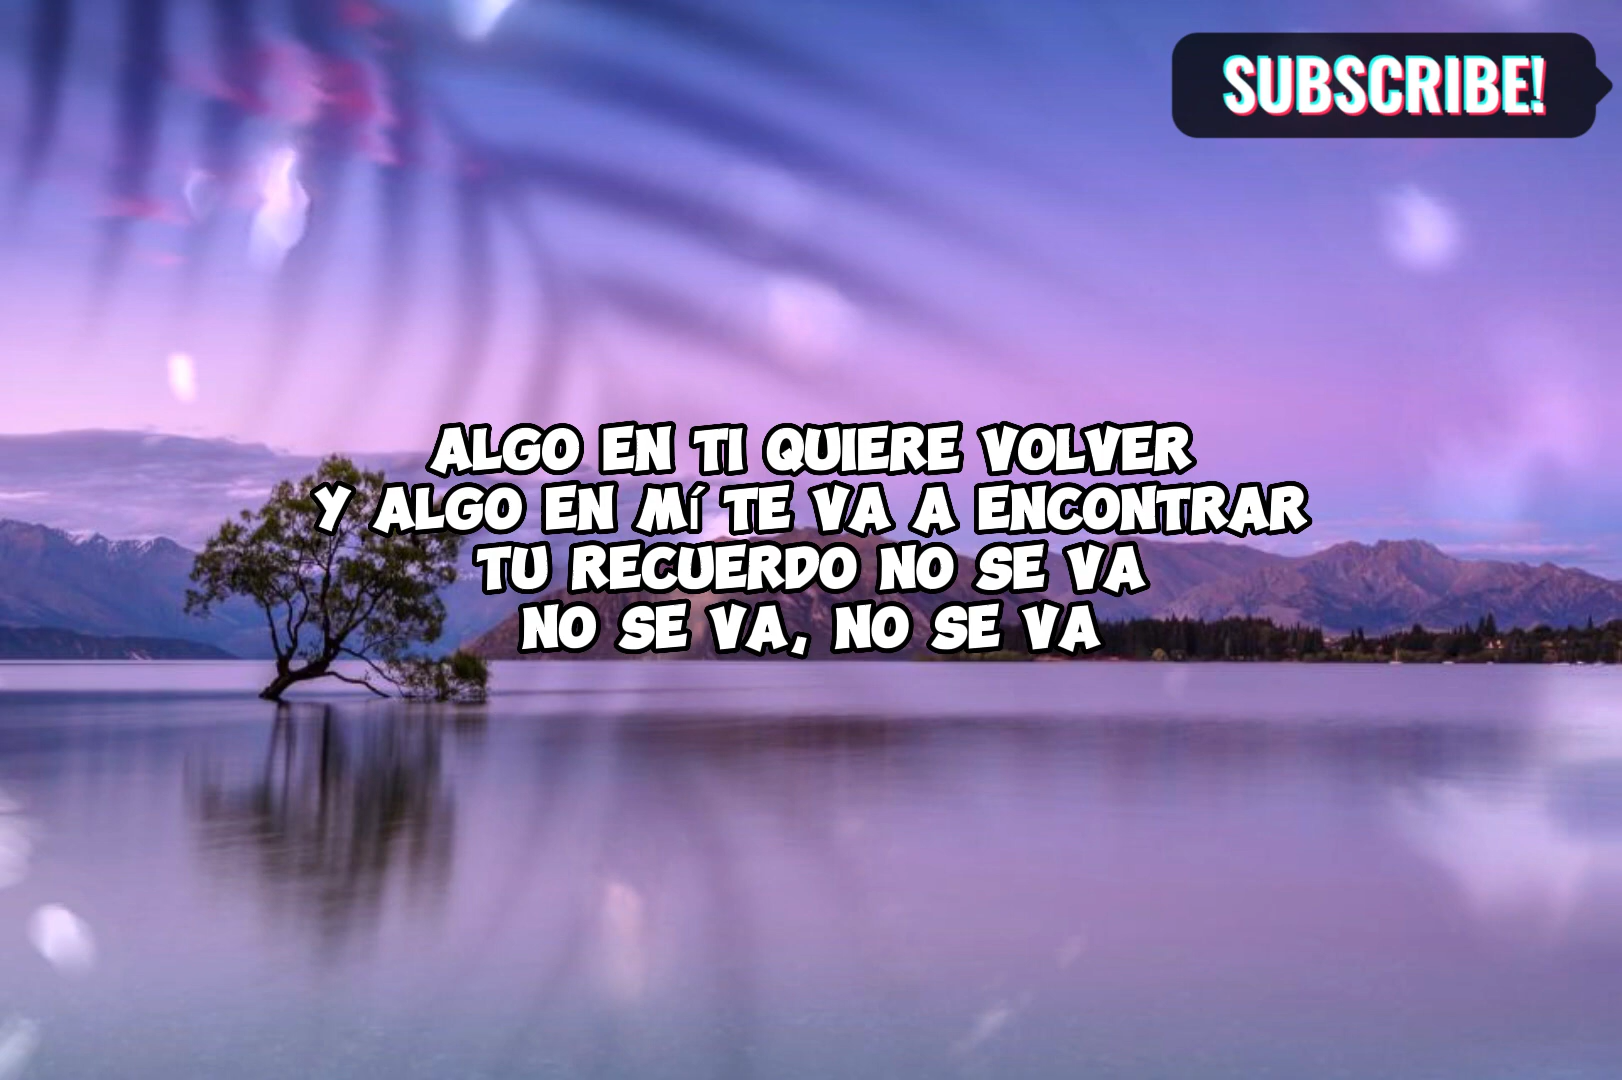 SUBSCRIBE!
ALGO EN TI QUIERE VOLVER
Y ALGO EN Mí TE VA A ENCONTRAR
TU RECUERDO NO SE VA
NO SE VA, NO SE VA